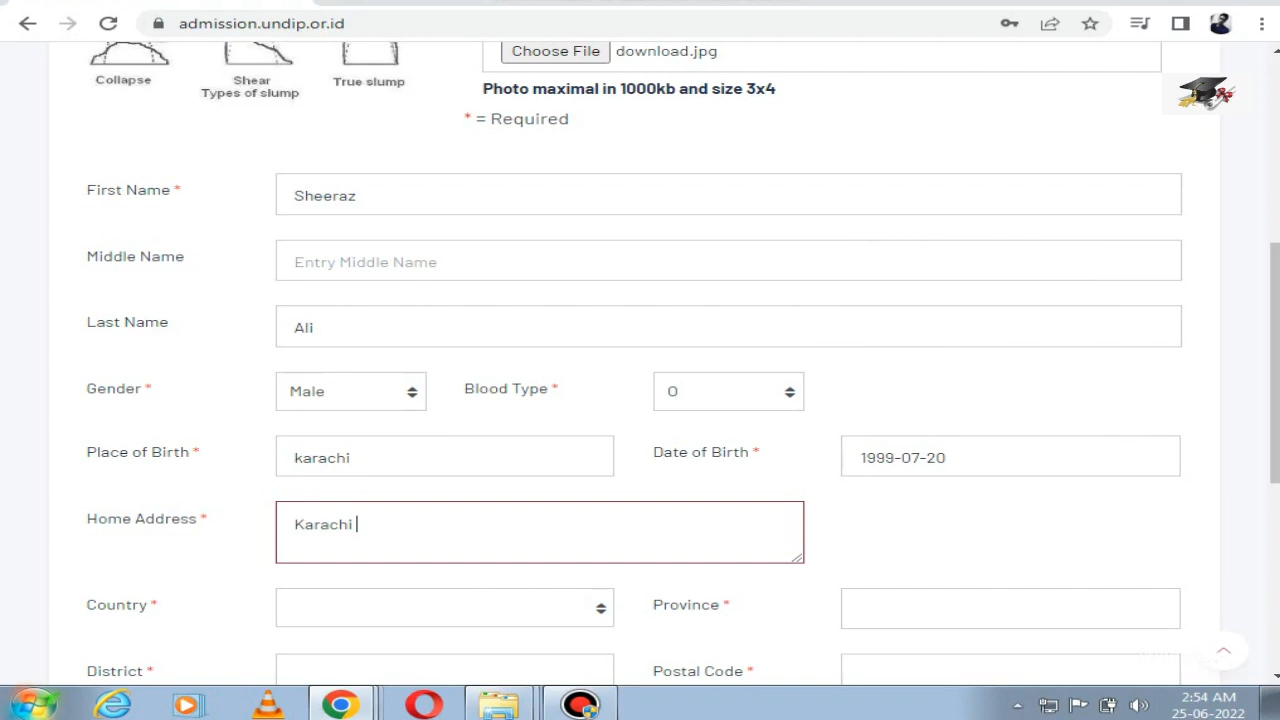 admission.undip.or.id
Collapse
Shear
True slump
Types of slump
Choose File download.jpg
Photo maximal in 1000kb and size 3x4
* = Required
First Name * Sheeraz
Middle Name Entry Middle Name
Last Name Ali
Gender * Male Blood Type * O
Place of Birth * karachi Date of Birth * 1999-07-20
Home Address * Karachi
Country * Province *
District * Postal Code *
2:54 AM
25-06-2022